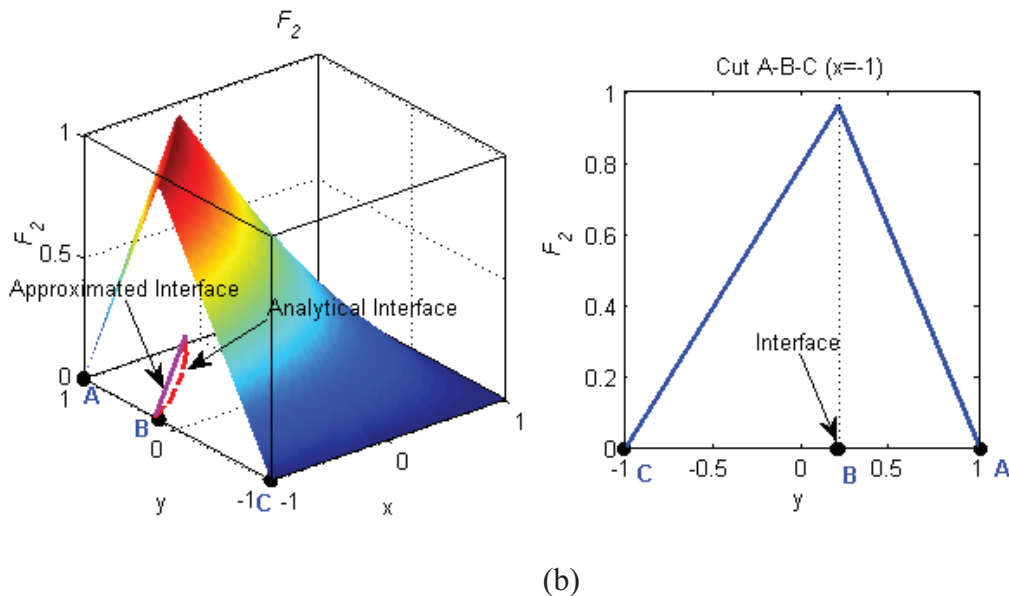 F2
1
0.5
0
F2
Approximated Interface
Analytical Interface
A
B
C
1
0
-1
y
-1
0
1
x
Cut A-B-C (x=-1)
1
0.8
0.6
0.4
0.2
0
F2
Interface
-1
-0.5
0
0.5
1
C
B
A
y
(b)